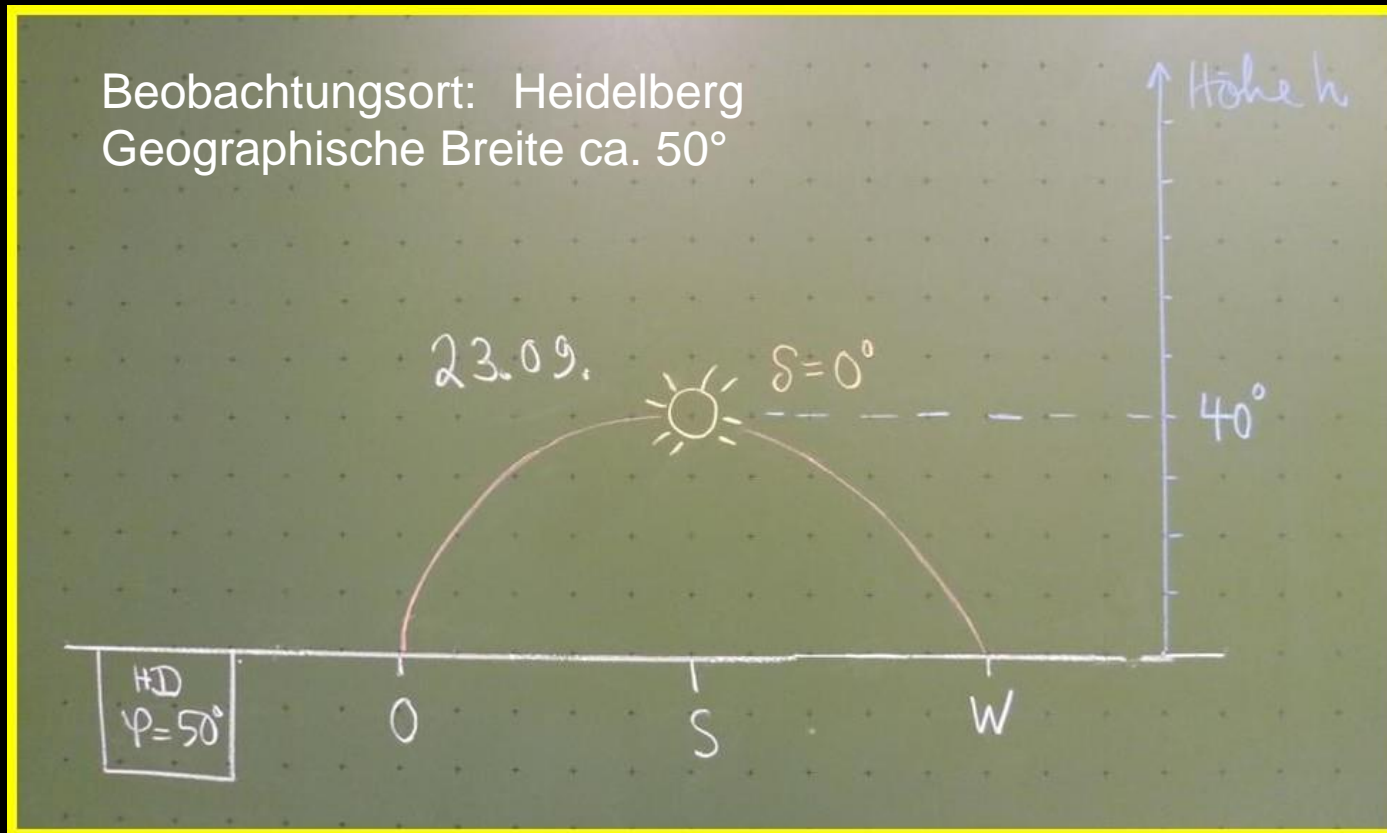 Beobachtungsort: Heidelberg
Geographische Breite ca. 50°
Höhe h
23.09.
δ=0°
40°
HD
φ=50°
O
S
W